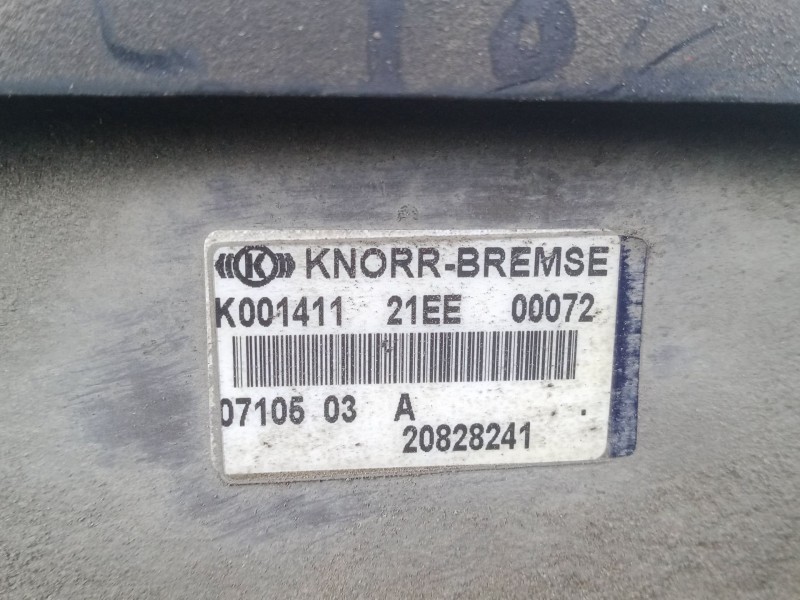 K KNORR-BREMSE
K001411 21EE 00072
07105 03 A .
20828241